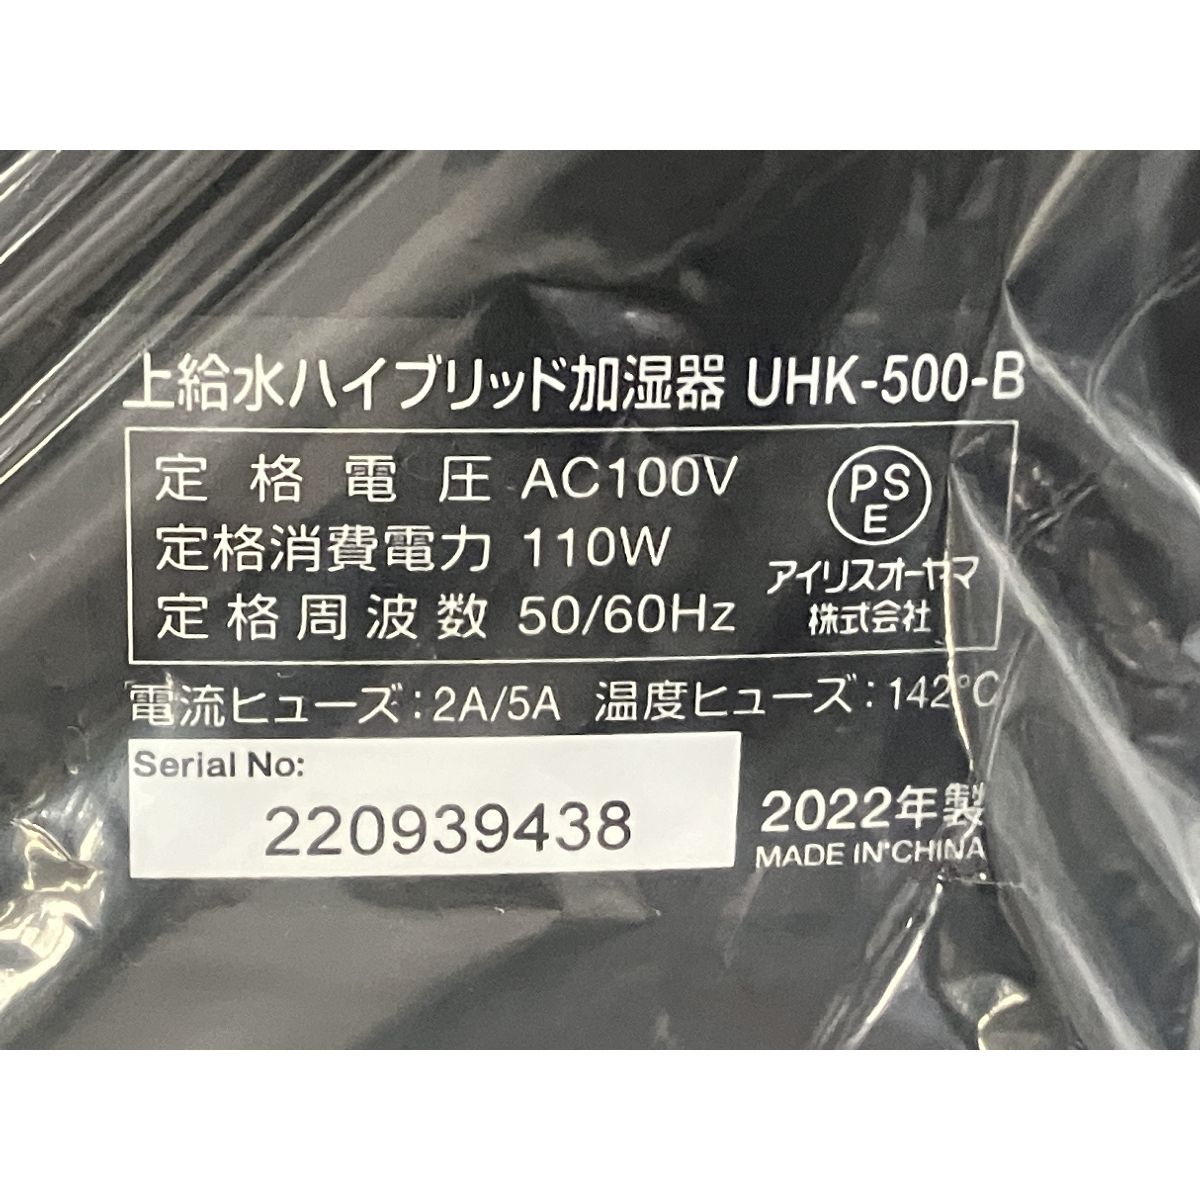 上給水ハイブリッド加湿器 UHK-500-B
定格電圧 AC100V
定格消費電力 110W
定格周波数 50/60Hz
PS
E
アイリスオーヤマ
株式会社
電流ヒューズ:2A/5A 温度ヒューズ:142℃
Serial No:
220939438
2022年製
MADE IN CHINA